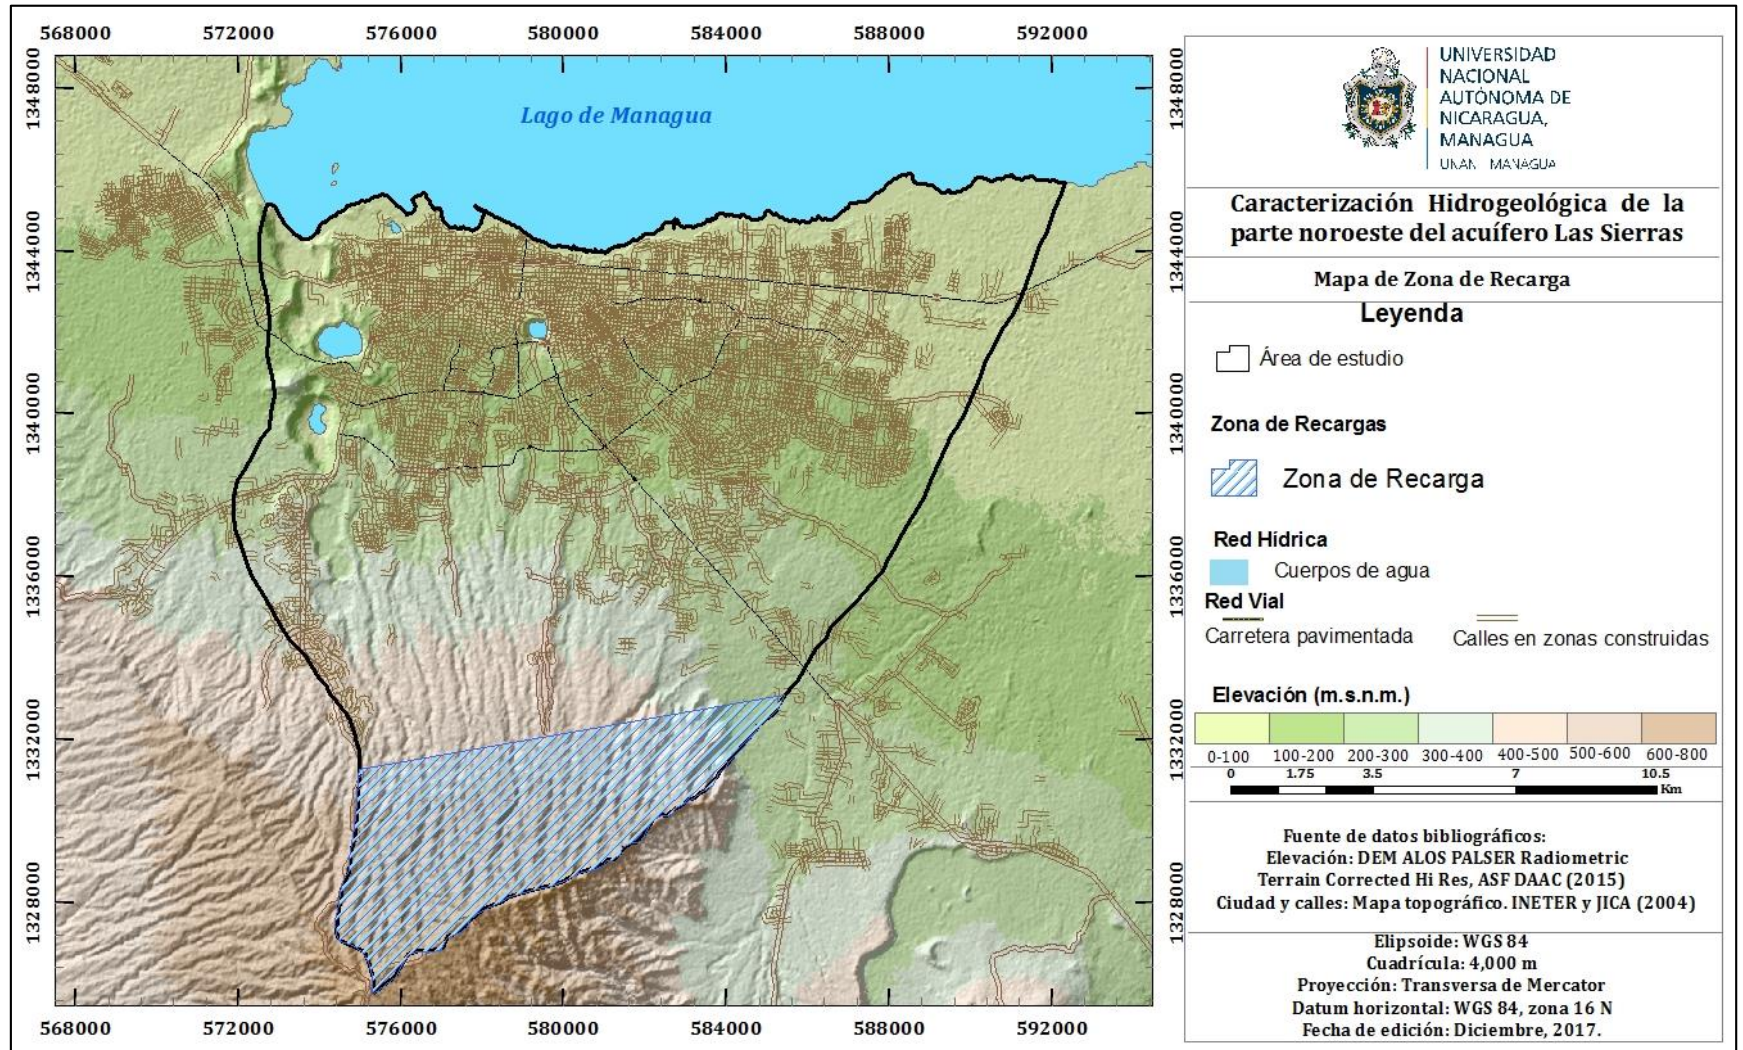 568000 572000 576000 580000 584000 588000 592000
1348000
1344000
1340000
1336000
1332000
1328000
Lago de Managua
1348000
1344000
1340000
1336000
1332000
1328000
568000 572000 576000 580000 584000 588000 592000
UNIVERSIDAD
NACIONAL
AUTÓNOMA DE
NICARAGUA,
MANAGUA
UNAN - MANAGUA
Caracterización Hidrogeológica de la
parte noroeste del acuífero Las Sierras
Mapa de Zona de Recarga
Leyenda
Área de estudio
Zona de Recargas
Zona de Recarga
Red Hídrica
Cuerpos de agua
Red Vial
Carretera pavimentada Calles en zonas construidas
Elevación (m.s.n.m.)
0-100 100-200 200-300 300-400 400-500 500-600 600-800
0 1.75 3.5 7 10.5
Km
Fuente de datos bibliográficos:
Elevación: DEM ALOS PALSER Radiometric
Terrain Corrected Hi Res, ASF DAAC (2015)
Ciudad y calles: Mapa topográfico. INETER y JICA (2004)
Elipsoide: WGS 84
Cuadrícula: 4,000 m
Proyección: Transversa de Mercator
Datum horizontal: WGS 84, zona 16 N
Fecha de edición: Diciembre, 2017.